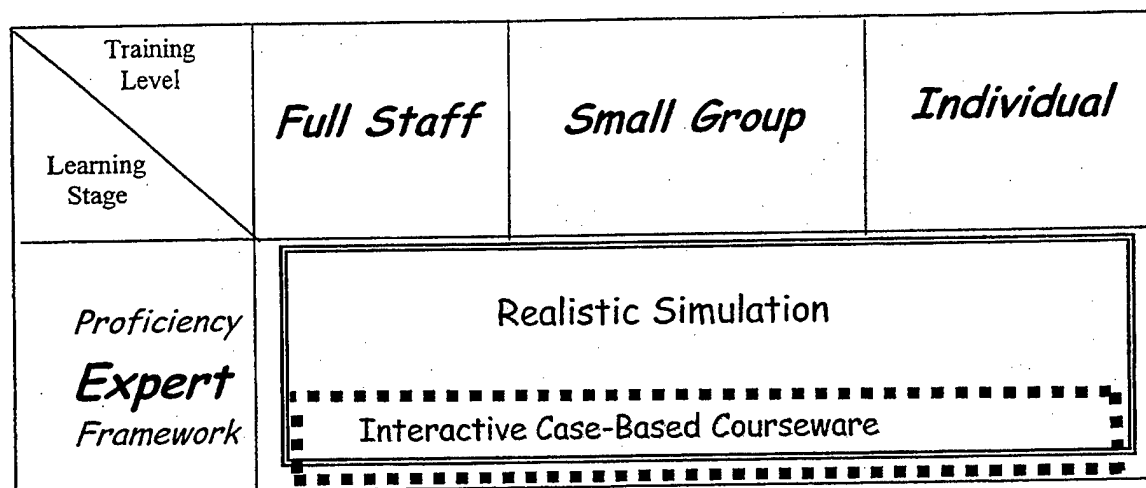 Training
Level
Learning
Stage
Full Staff
Small Group
Individual
Proficiency
Expert
Framework
Realistic Simulation
Interactive Case-Based Courseware